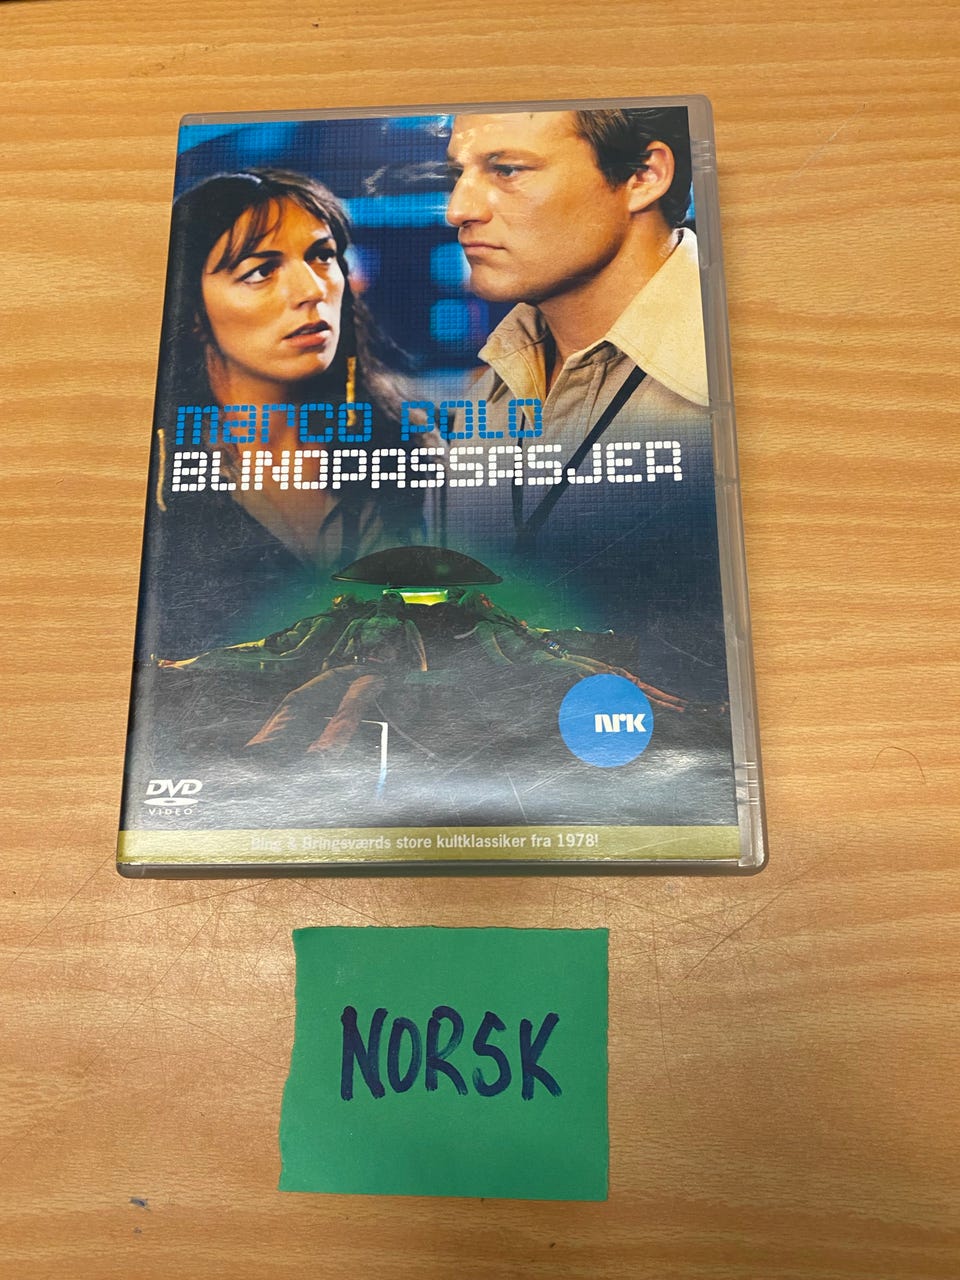 marco polo
BLINDPASSASJER
nrk
DVD
VIDEO
Bing & Bringsværds store kultklassiker fra 1978!
NORSK